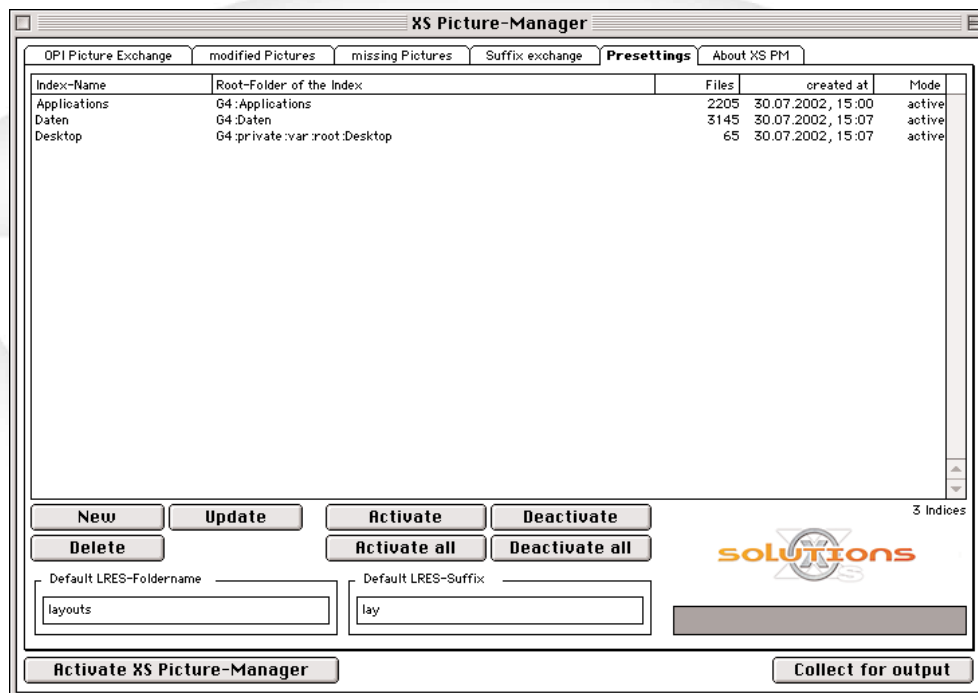 XS Picture-Manager
OPI Picture Exchange modified Pictures missing Pictures Suffix exchange Presettings About XS PM
Index-Name Root-Folder of the Index Files created at Mode
Applications G4:Applications 2205 30.07.2002, 15:00 active
Daten G4:Daten 3145 30.07.2002, 15:07 active
Desktop G4:private:var:root:Desktop 65 30.07.2002, 15:07 active
3 Indices
New Update Activate Deactivate
Delete Activate all Deactivate all
XS
solutions
Default LRES-Foldername Default LRES-Suffix
layouts lay
Activate XS Picture-Manager Collect for output